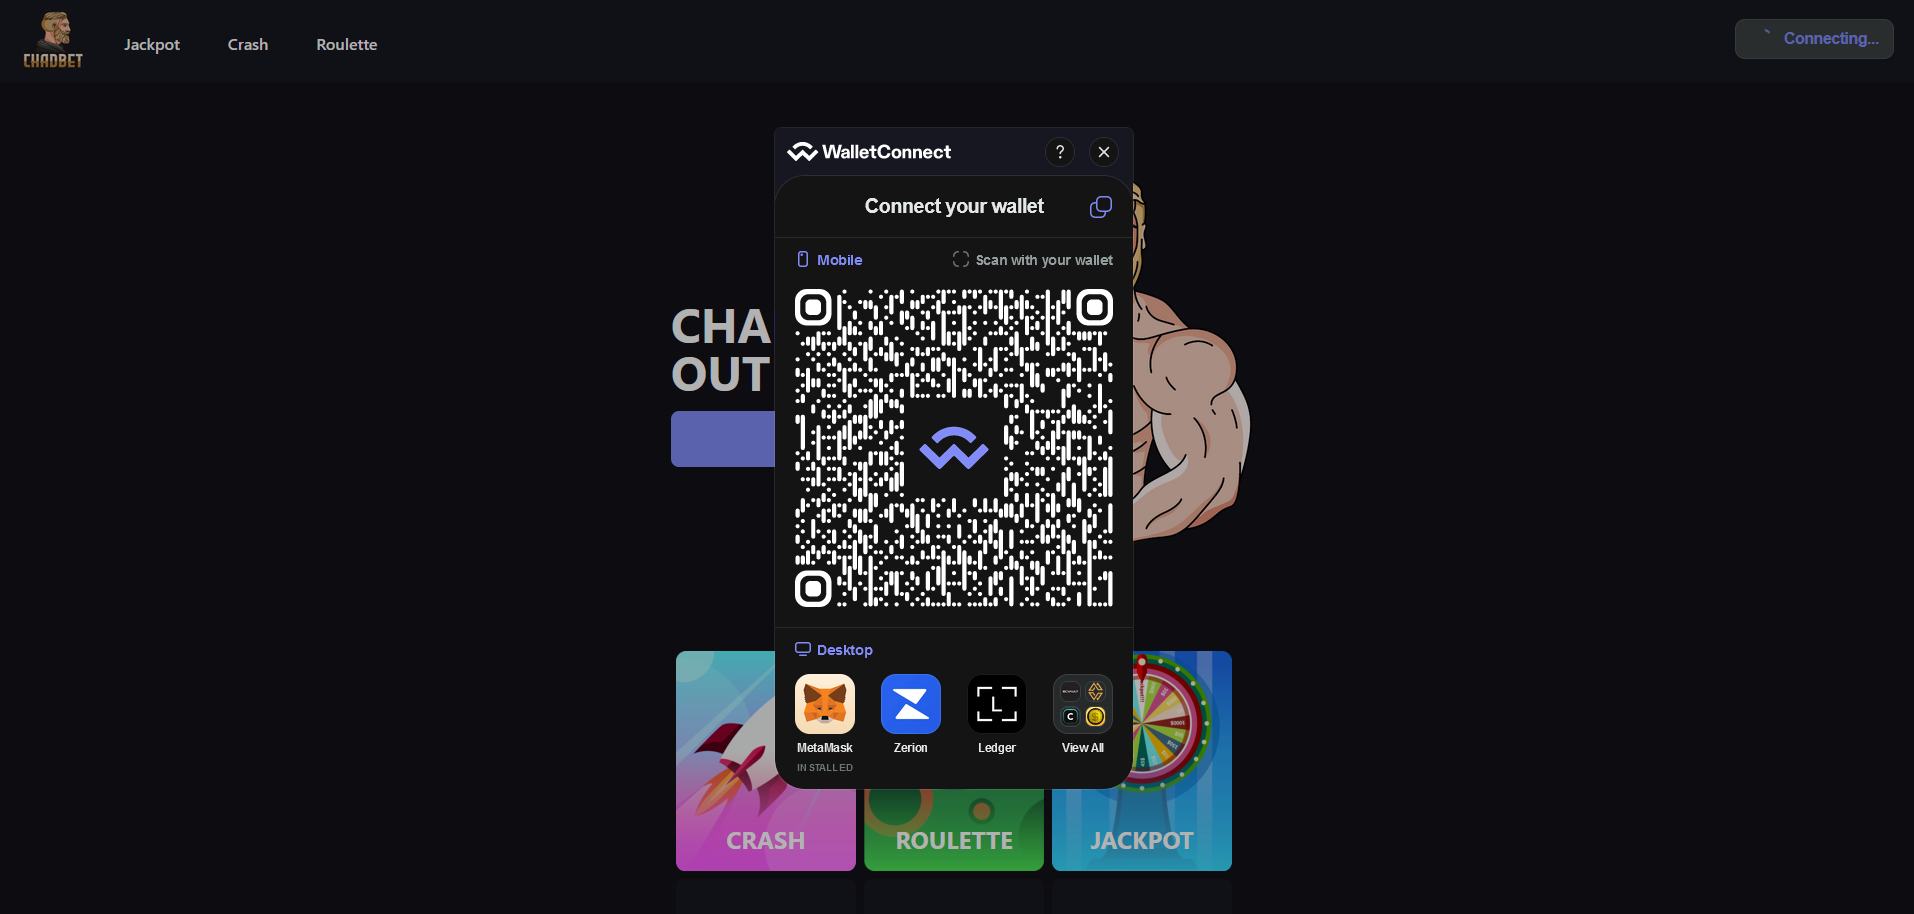 CHADBET
Jackpot
Crash
Roulette
Connecting...
WalletConnect
?
Connect your wallet
Mobile
Scan with your wallet
CHA
OUT
Desktop
MetaMask
INSTALLED
Zerion
L
Ledger
C
View All
CRASH
ROULETTE
JACKPOT